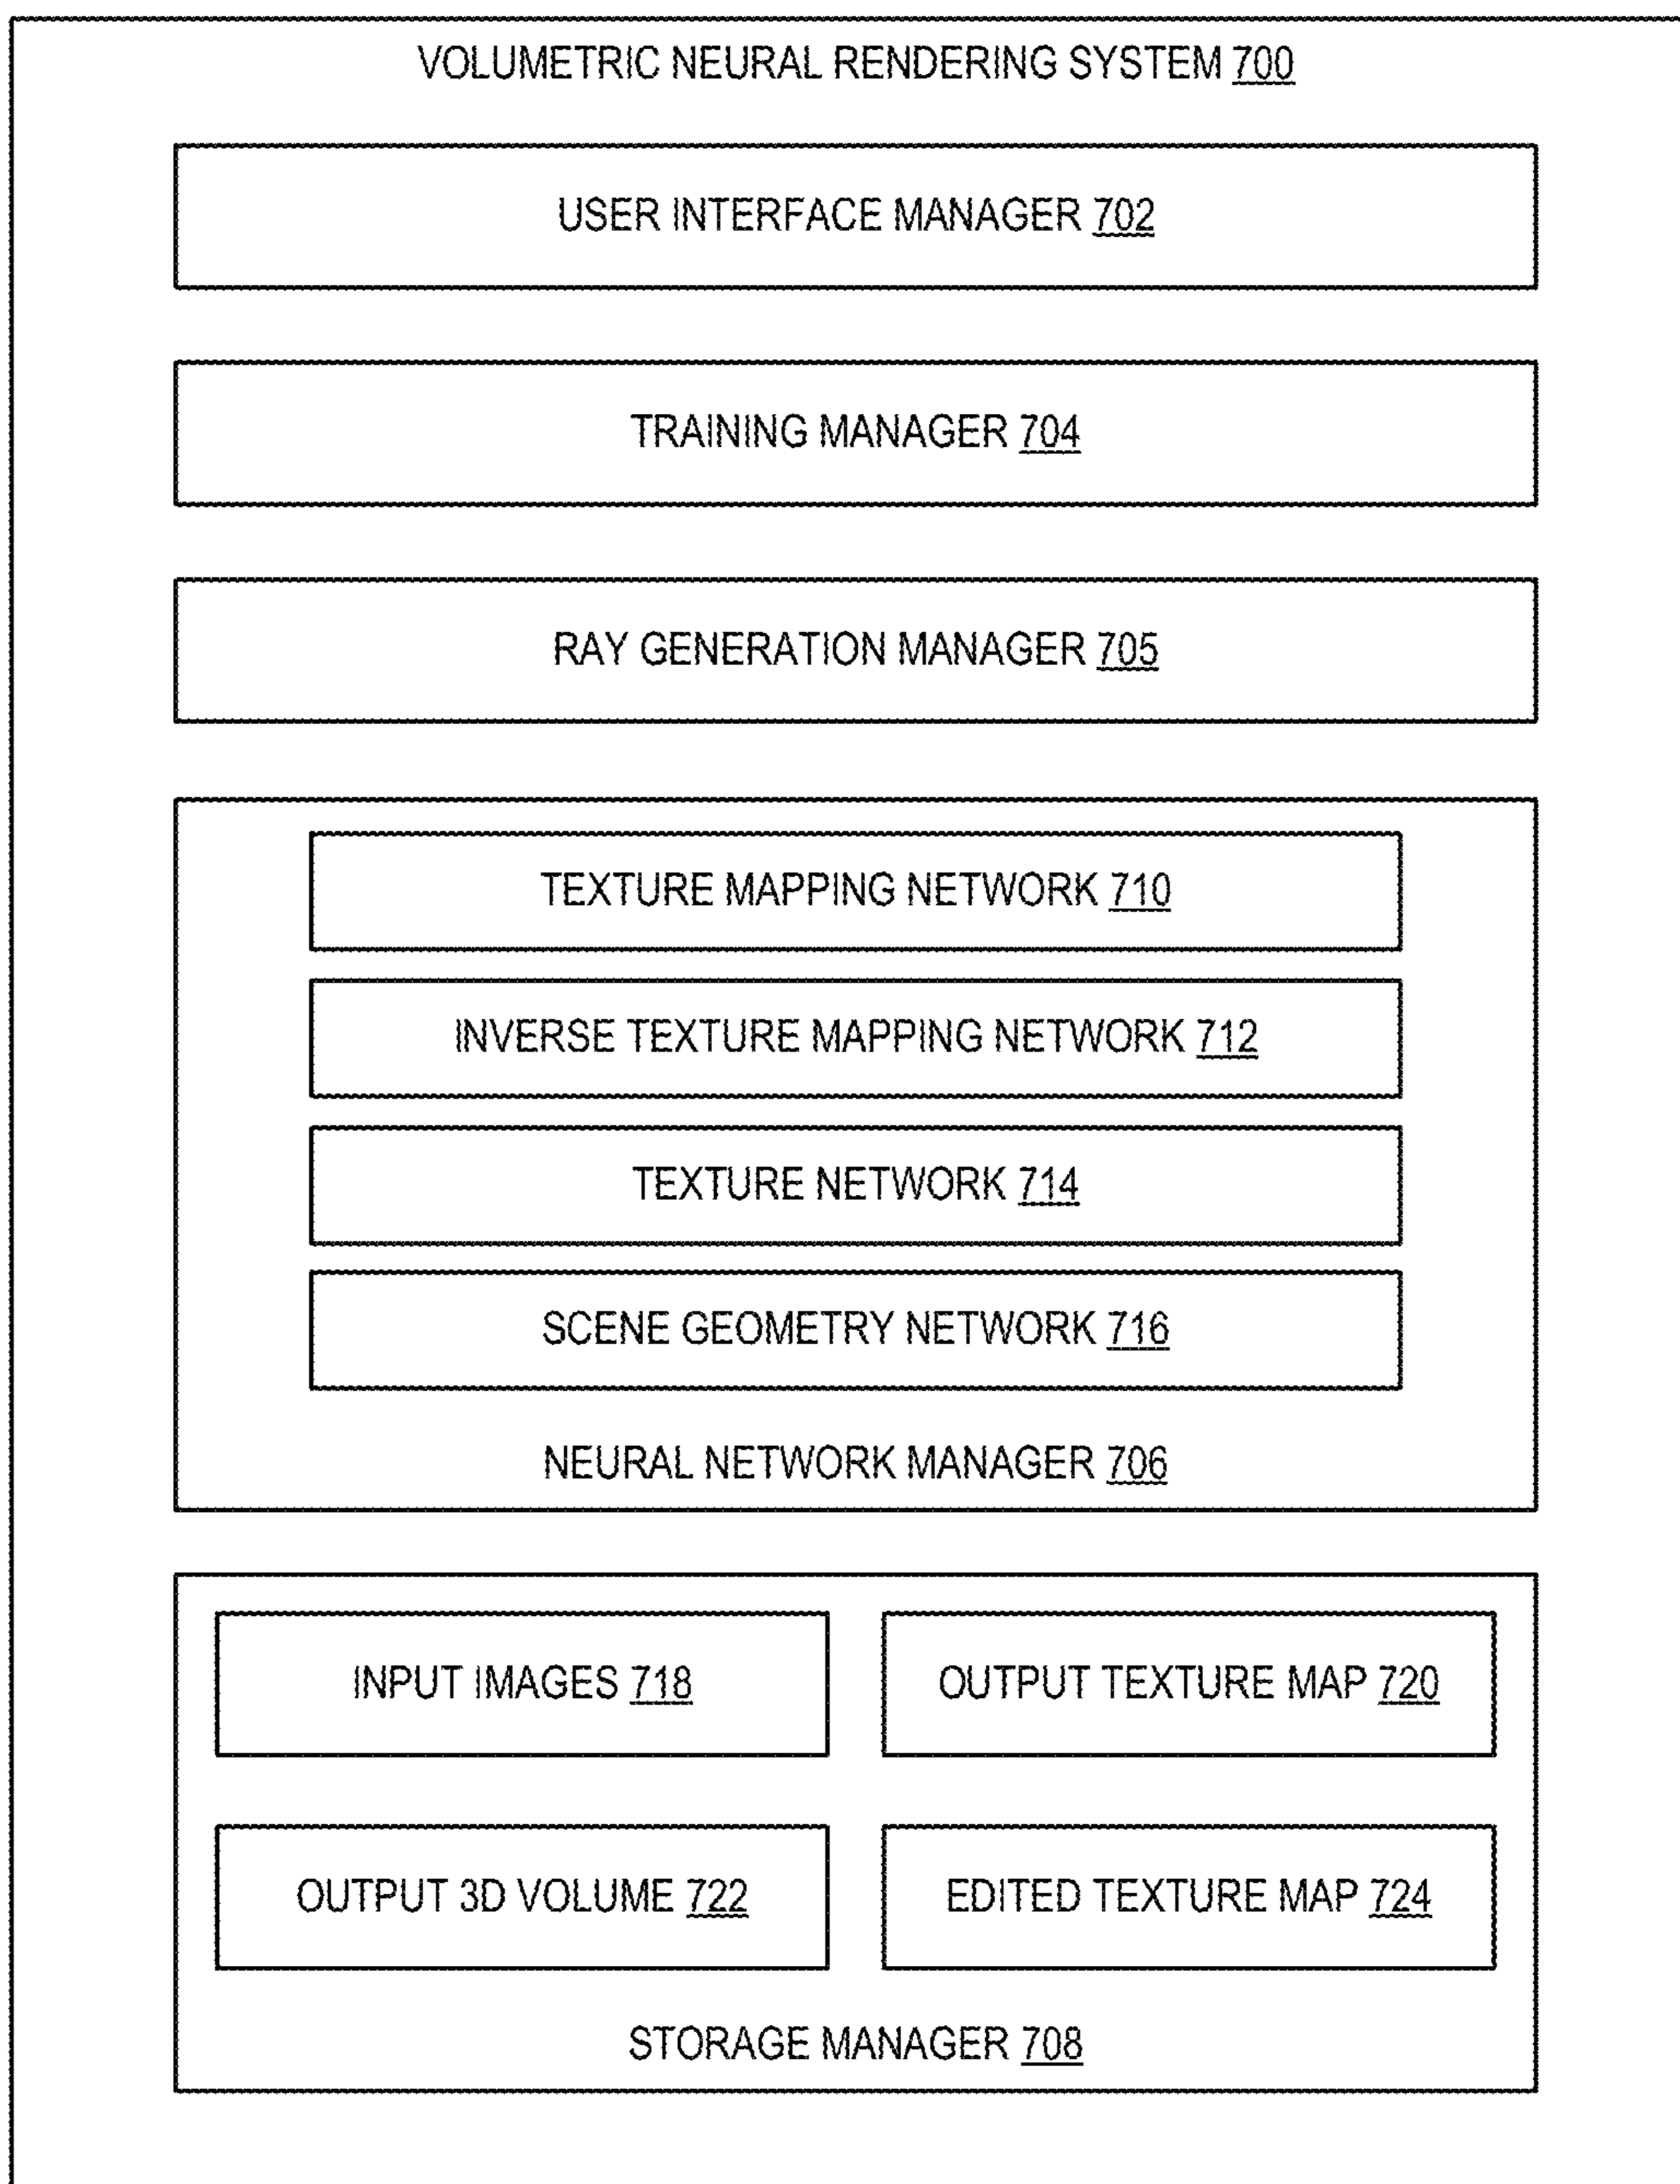 VOLUMETRIC NEURAL RENDERING SYSTEM 700
USER INTERFACE MANAGER 702
TRAINING MANAGER 704
RAY GENERATION MANAGER 705
TEXTURE MAPPING NETWORK 710
INVERSE TEXTURE MAPPING NETWORK 712
TEXTURE NETWORK 714
SCENE GEOMETRY NETWORK 716
NEURAL NETWORK MANAGER 706
INPUT IMAGES 718
OUTPUT TEXTURE MAP 720
OUTPUT 3D VOLUME 722
EDITED TEXTURE MAP 724
STORAGE MANAGER 708